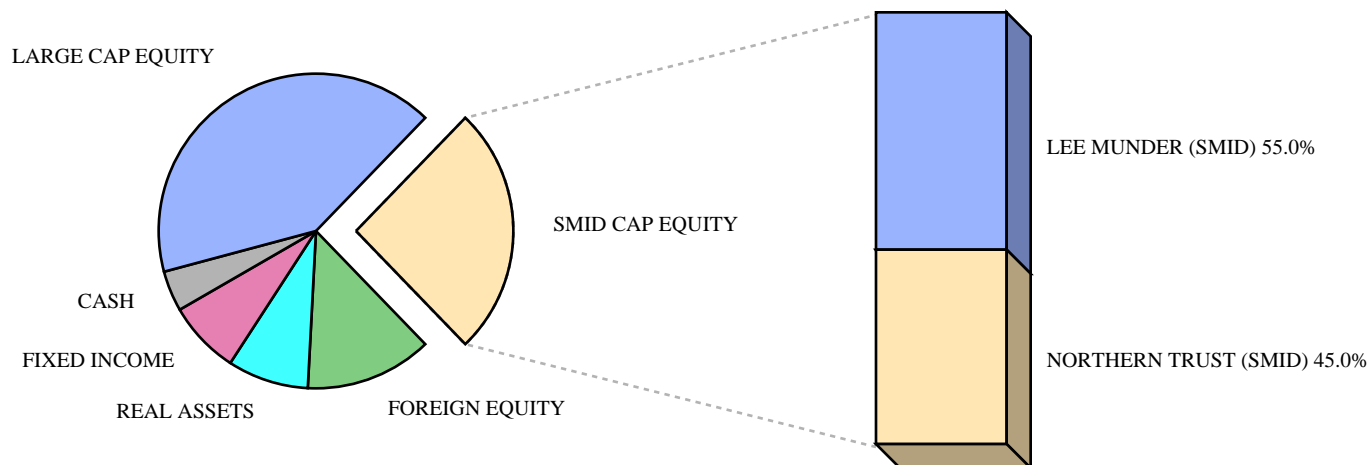 LARGE CAP EQUITY
LEE MUNDER (SMID) 55.0%
SMID CAP EQUITY
CASH
FIXED INCOME
NORTHERN TRUST (SMID) 45.0%
REAL ASSETS
FOREIGN EQUITY